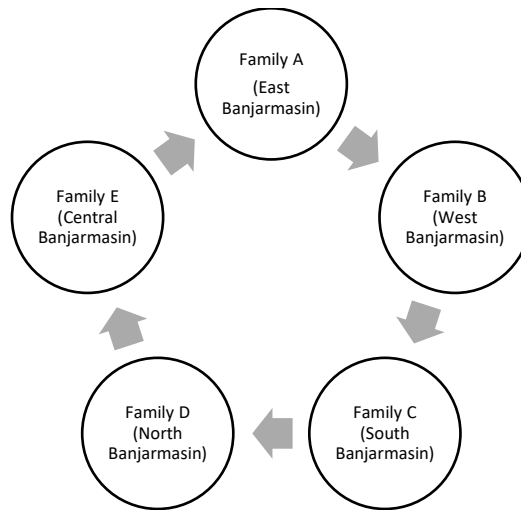 Family A
(East
Banjarmasin)
Family B
(West
Banjarmasin)
Family C
(South
Banjarmasin)
Family D
(North
Banjarmasin)
Family E
(Central
Banjarmasin)